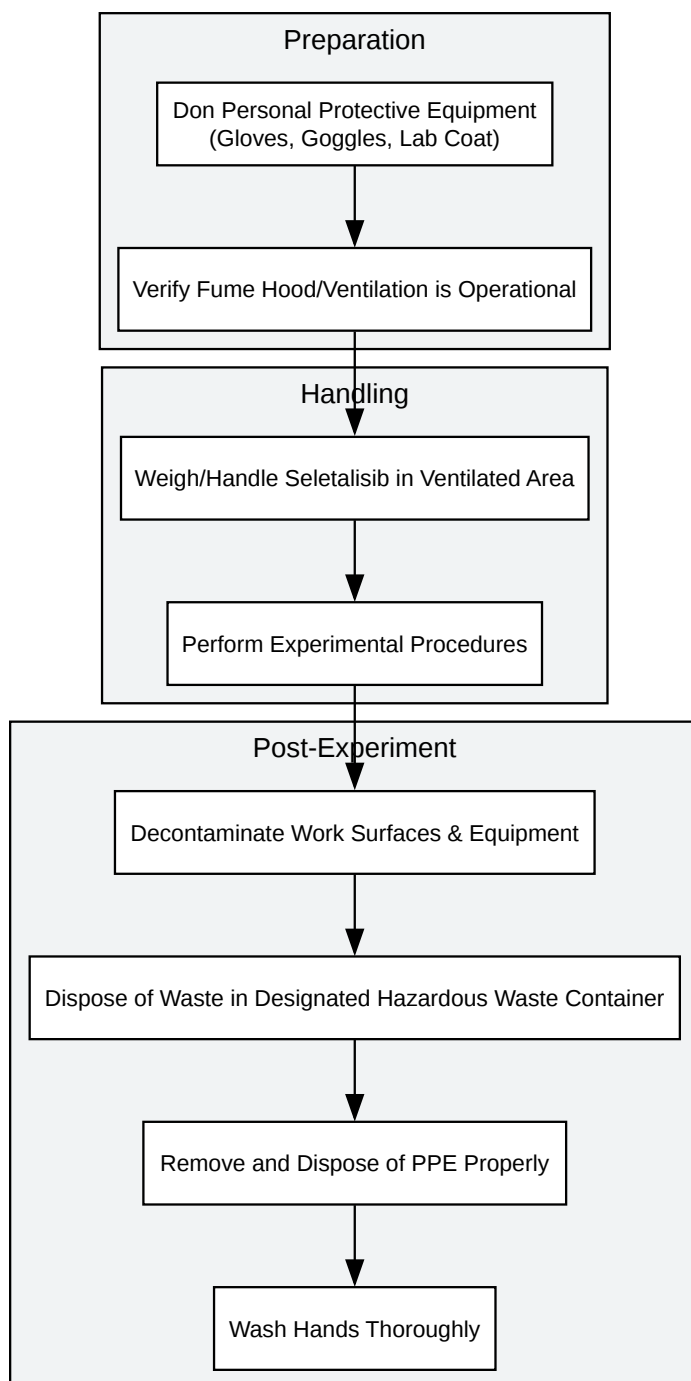 Preparation
Don Personal Protective Equipment
(Gloves, Goggles, Lab Coat)
Verify Fume Hood/Ventilation is Operational
Handling
Weigh/Handle Seletalisib in Ventilated Area
Perform Experimental Procedures
Post-Experiment
Decontaminate Work Surfaces & Equipment
Dispose of Waste in Designated Hazardous Waste Container
Remove and Dispose of PPE Properly
Wash Hands Thoroughly